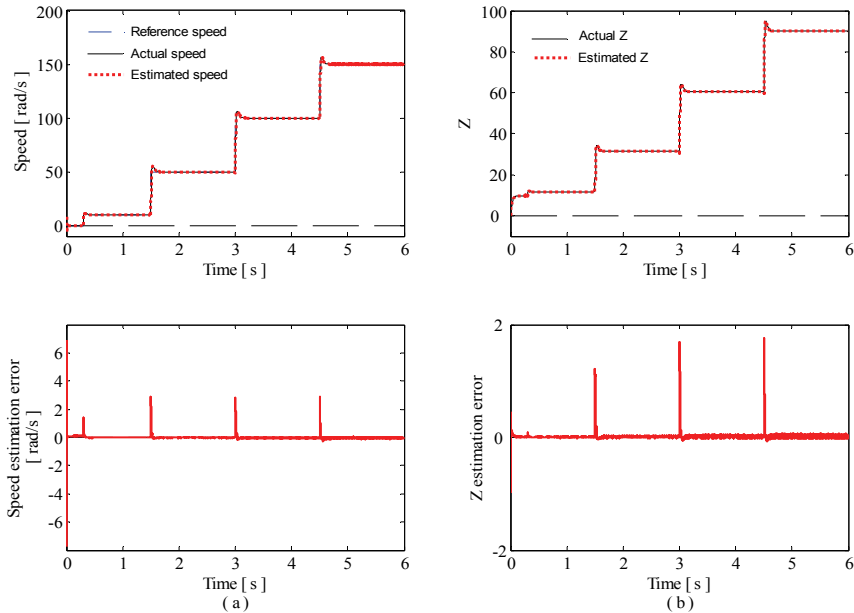 200
150
100
50
0
Speed [ rad/s ]
Reference speed
Actual speed
Estimated speed
0 1 2 3 4 5 6
Time [ s ]
100
80
60
40
20
0
Z
Actual Z
Estimated Z
0 1 2 3 4 5 6
Time [ s ]
6
4
2
0
-2
-4
-6
Speed estimation error
[ rad/s ]
0 1 2 3 4 5 6
Time [ s ]
( a )
2
0
-2
Z estimation error
0 1 2 3 4 5 6
Time [ s ]
( b )